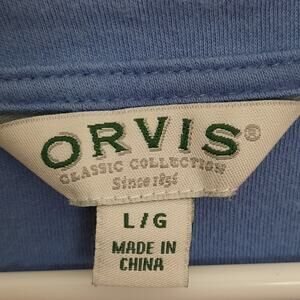 ORVIS®
CLASSIC COLLECTION
Since 1856
L/G
MADE IN
CHINA